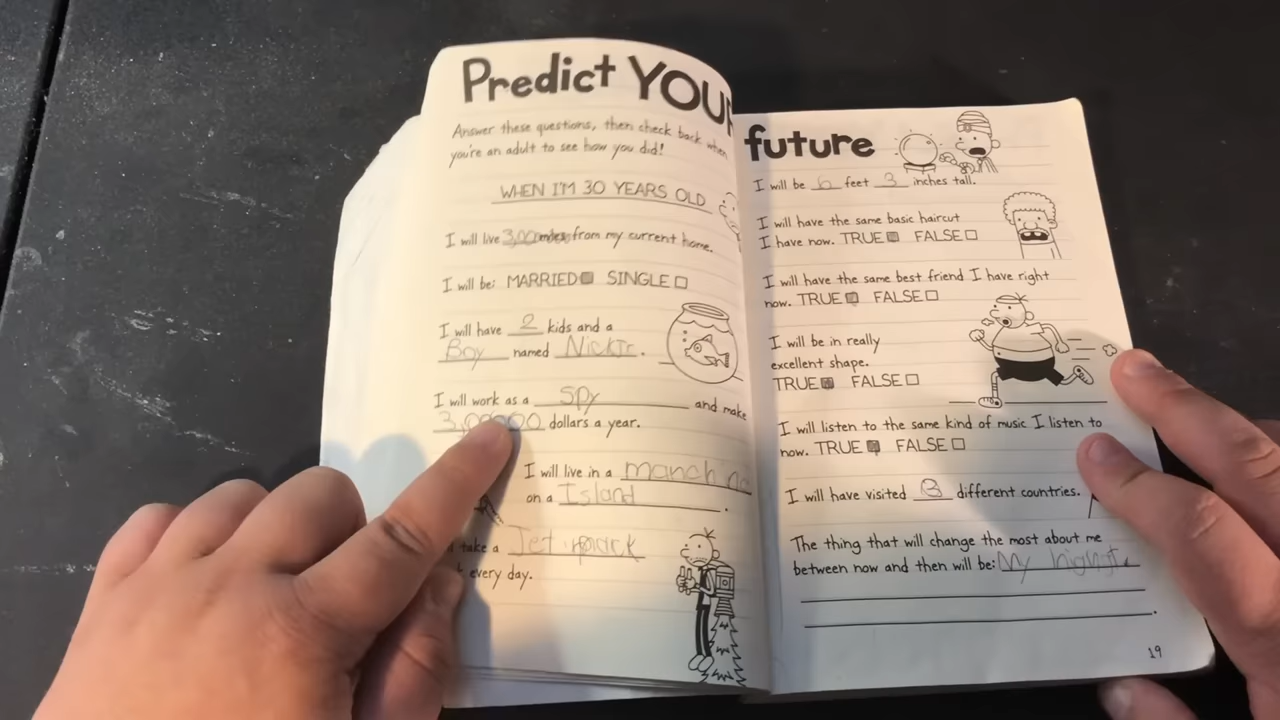 Predict YOUR
Answer these questions, then check back when
you're an adult to see how you did!
WHEN I'M 30 YEARS OLD
I will live from my current home.
I will be: MARRIED SINGLE
I will have 2 kids and a
Boy named Nick Jr.
I will work as a spy and make
dollars a year.
I will live in a
on a Island.
take a Jet pack
every day.
future
I will be 6 feet 3 inches tall.
I will have the same basic haircut
I have now. TRUE FALSE
I will have the same best friend I have right
now. TRUE FALSE
I will be in really
excellent shape.
TRUE FALSE
I will listen to the same kind of music I listen to
now. TRUE FALSE
I will have visited 8 different countries.
The thing that will change the most about me
between now and then will be: My
19